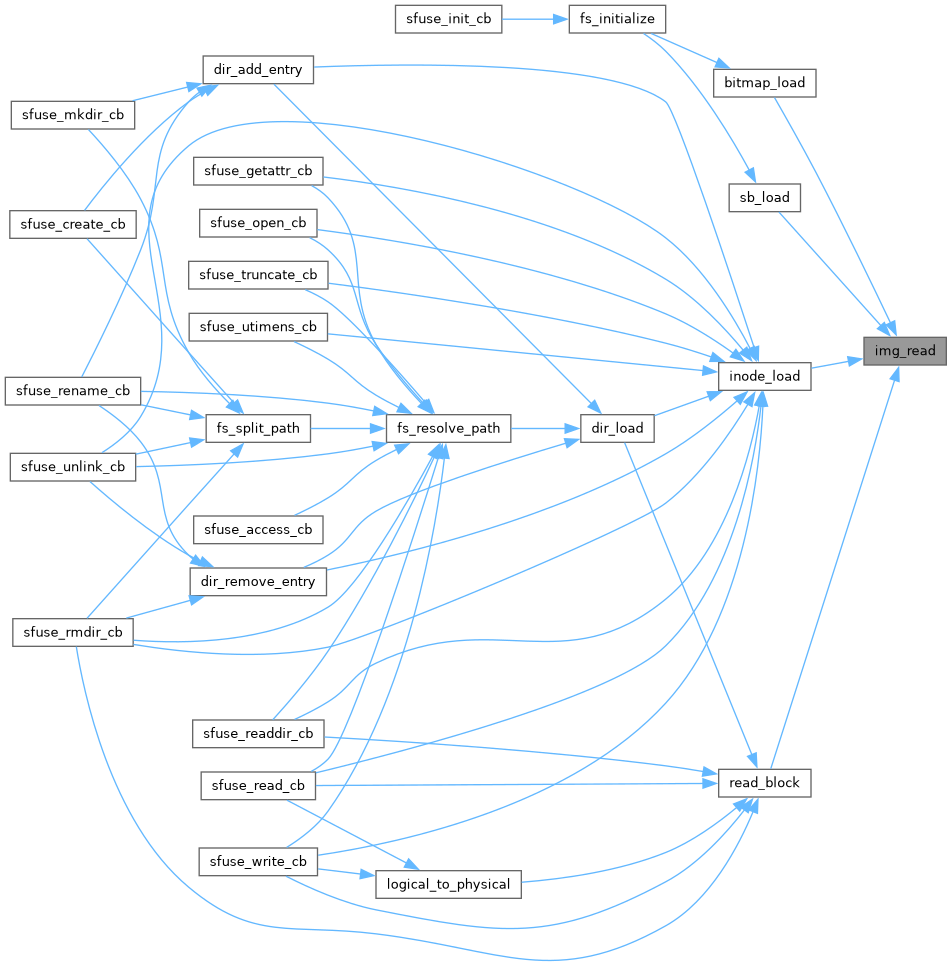 sfuse_init_cb
fs_initialize
dir_add_entry
bitmap_load
sfuse_mkdir_cb
sfuse_getattr_cb
sb_load
sfuse_create_cb
sfuse_open_cb
sfuse_truncate_cb
sfuse_utimens_cb
img_read
inode_load
sfuse_rename_cb
fs_split_path
fs_resolve_path
dir_load
sfuse_unlink_cb
sfuse_access_cb
dir_remove_entry
sfuse_rmdir_cb
sfuse_readdir_cb
sfuse_read_cb
read_block
sfuse_write_cb
logical_to_physical